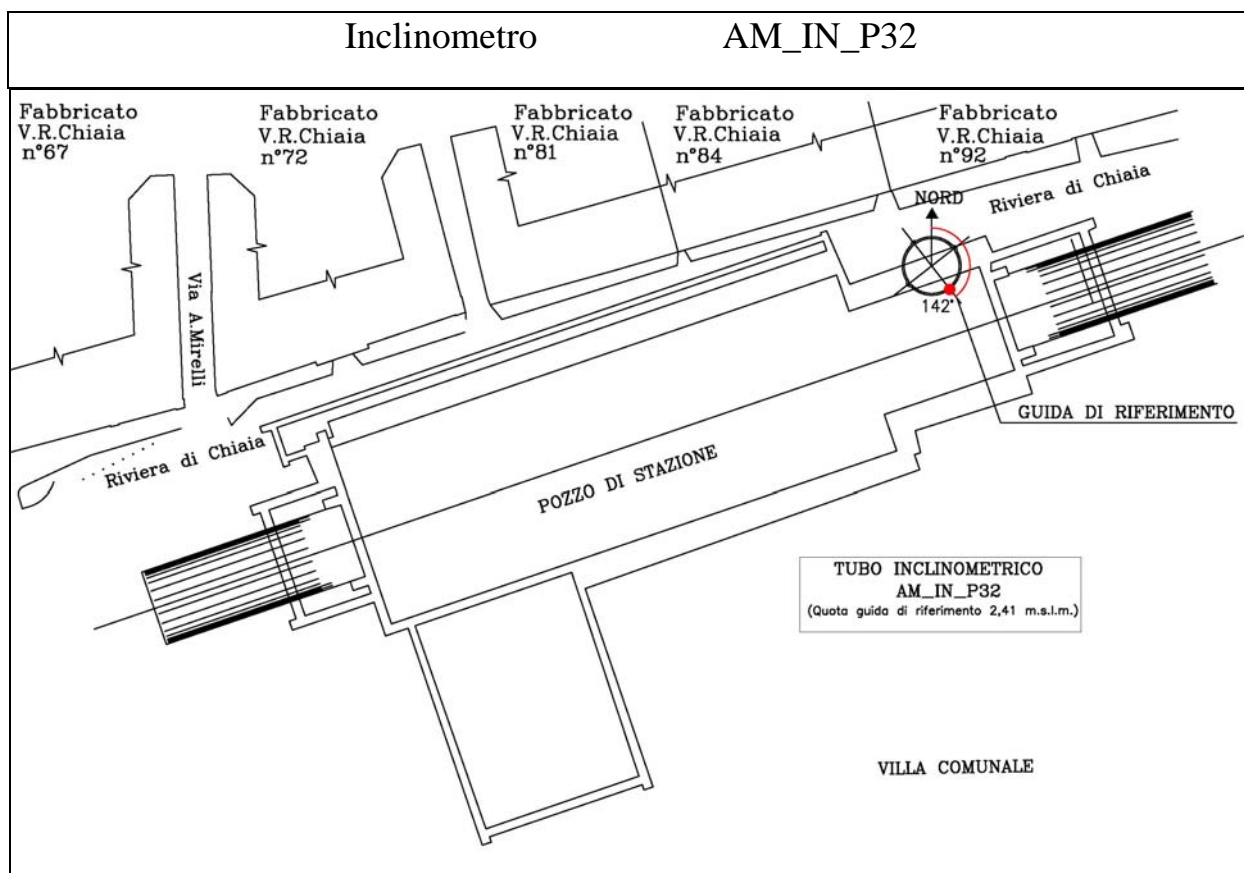 Inclinometro AM_IN_P32
Fabbricato
V.R.Chiaia
n°67
Fabbricato
V.R.Chiaia
n°72
Fabbricato
V.R.Chiaia
n°81
Fabbricato
V.R.Chiaia
n°84
Fabbricato
V.R.Chiaia
n°92
NORD
Riviera di Chiaia
Via A.Mirelli
142°
GUIDA DI RIFERIMENTO
Riviera di Chiaia
POZZO DI STAZIONE
TUBO INCLINOMETRICO
AM_IN_P32
(Quota guida di riferimento 2,41 m.s.l.m.)
VILLA COMUNALE